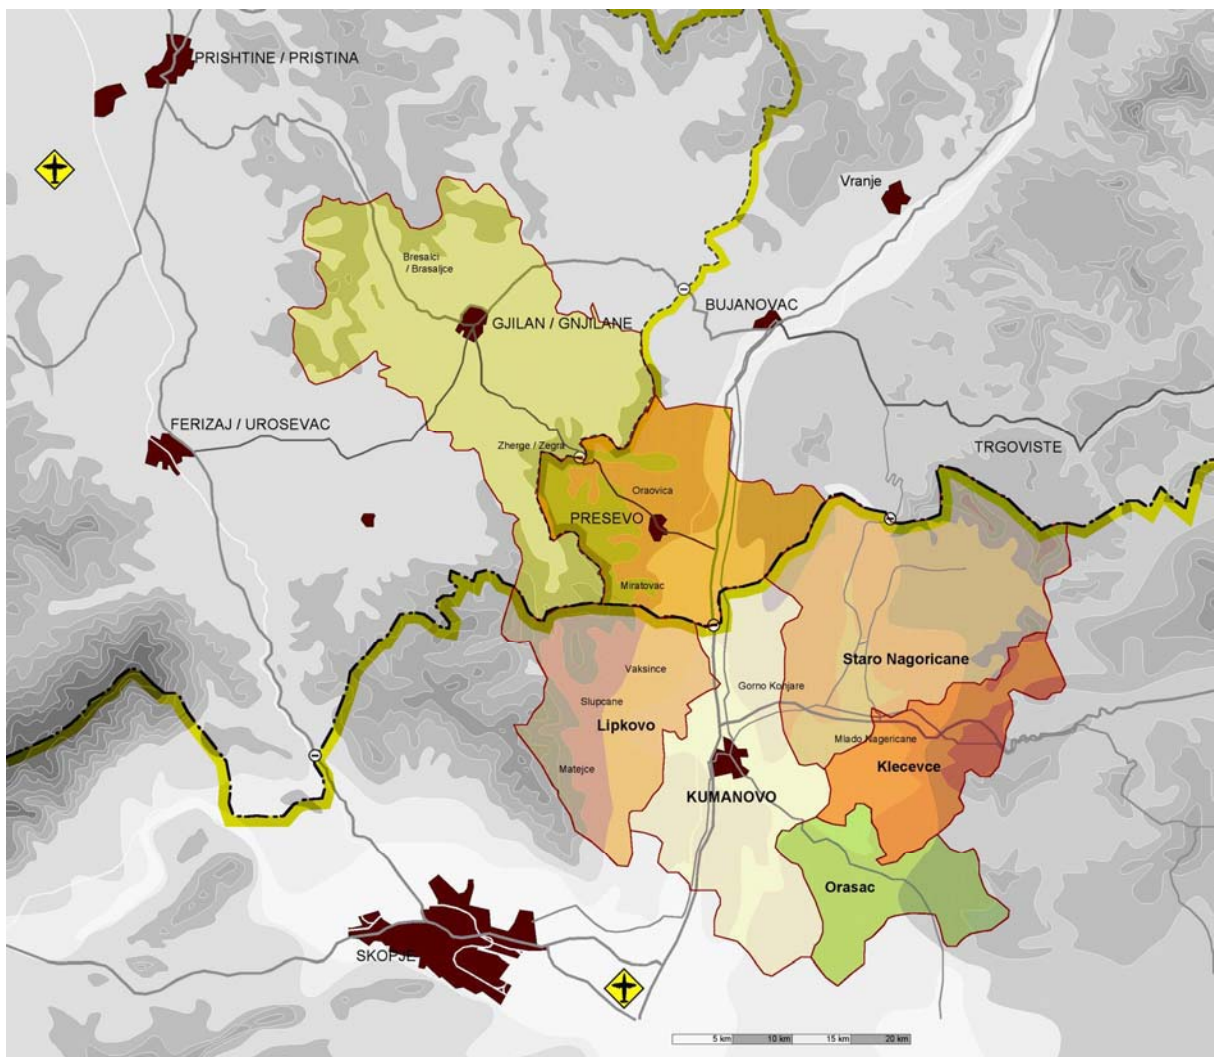 PRISHTINE / PRISTINA
Vranje
Bresalci
/ Brasaljce
BUJANOVAC
GJILAN / GNJILANE
FERIZAJ / UROSEVAC
Zherge / Zegra
TRGOVISTE
Oraovica
PRESEVO
Miratovac
Staro Nagoricane
Vaksince
Gorno Konjare
Slupcane
Lipkovo
Mlado Nagericane
Matejce
Klecevce
KUMANOVO
Orasac
SKOPJE
5 km 10 km 15 km 20 km